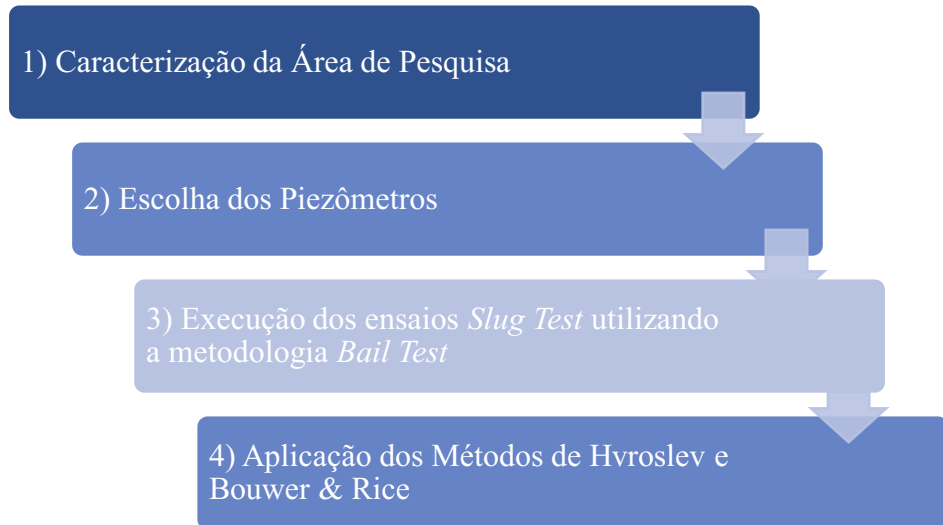 1) Caracterização da Área de Pesquisa
2) Escolha dos Piezômetros
3) Execução dos ensaios Slug Test utilizando
a metodologia Bail Test
4) Aplicação dos Métodos de Hvroslev e
Bouwer & Rice